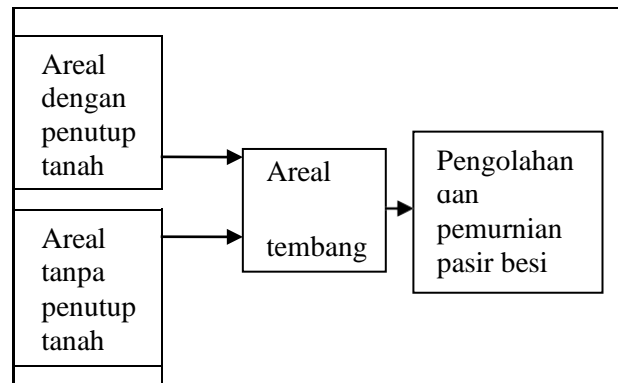 Areal
dengan
penutup
tanah
Areal
tanpa
penutup
tanah
Areal
tembang
Pengolahan
dan
pemurnian
pasir besi